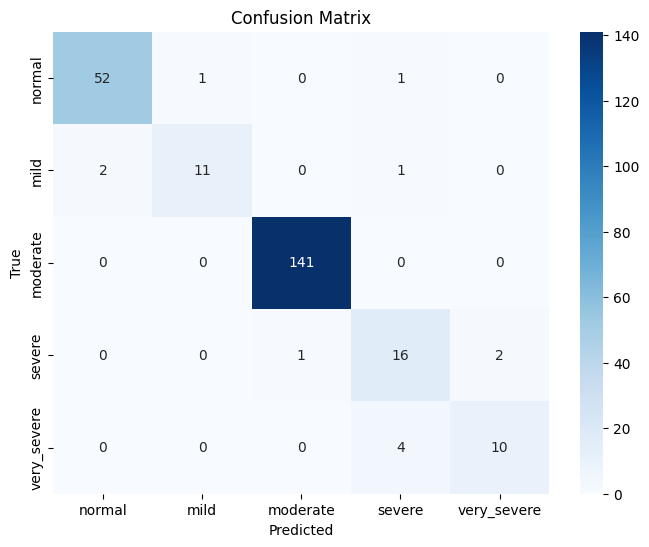 Confusion Matrix
True
normal 52 1 0 1 0
mild 2 11 0 1 0
moderate 0 0 141 0 0
severe 0 0 1 16 2
very_severe 0 0 0 4 10
normal mild moderate severe very_severe
Predicted
140
120
100
80
60
40
20
0